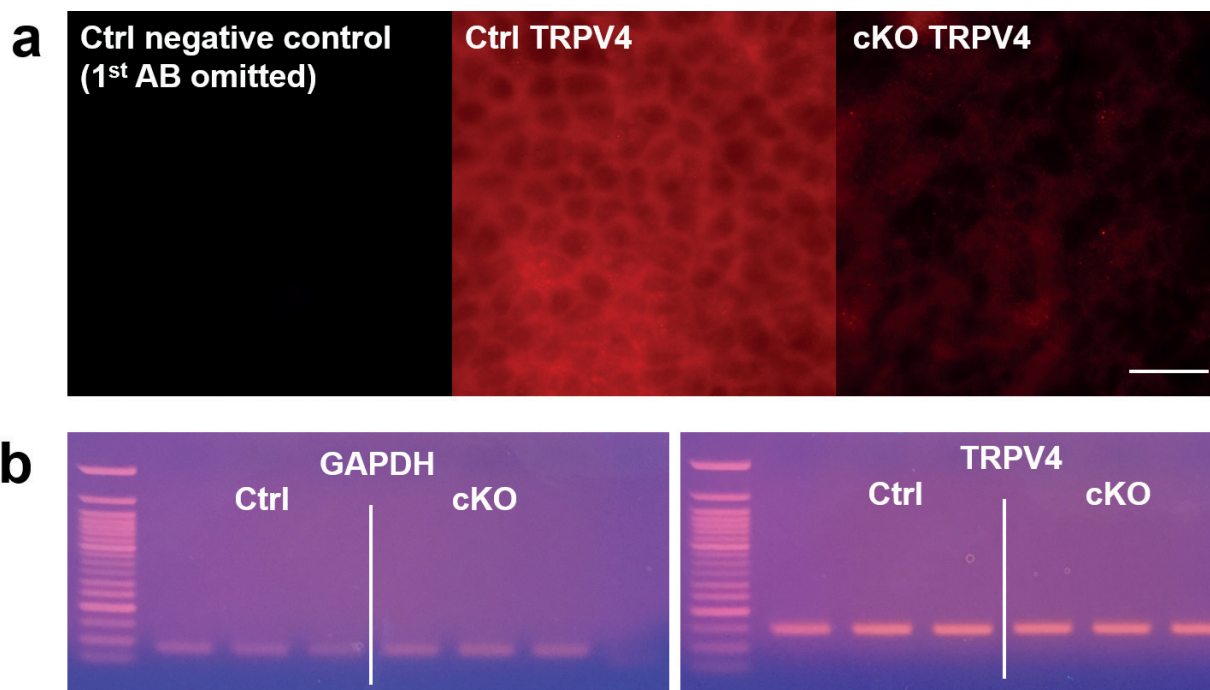 a
Ctrl negative control
(1st AB omitted)
Ctrl TRPV4
cKO TRPV4
b
GAPDH
Ctrl
cKO
TRPV4
Ctrl
cKO